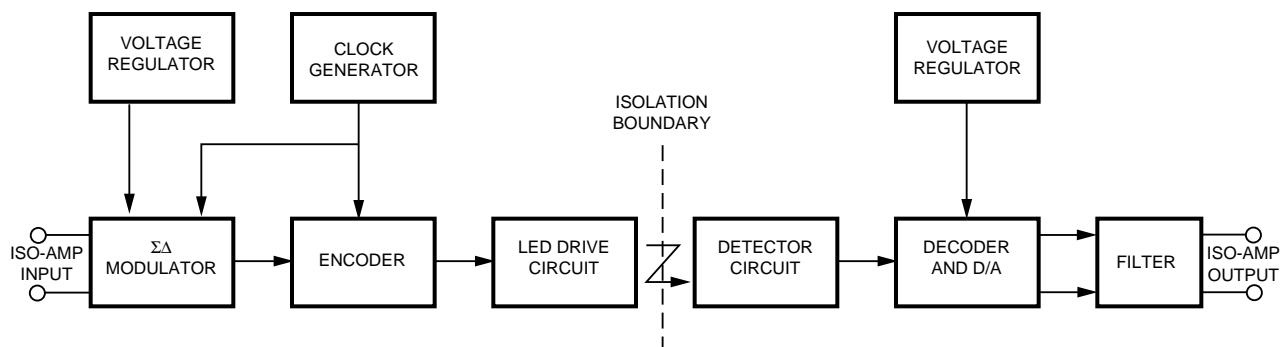 VOLTAGE
REGULATOR
CLOCK
GENERATOR
VOLTAGE
REGULATOR
ISOLATION
BOUNDARY
ISO-AMP
INPUT
ΣΔ
MODULATOR
ENCODER
LED DRIVE
CIRCUIT
DETECTOR
CIRCUIT
DECODER
AND D/A
FILTER
ISO-AMP
OUTPUT